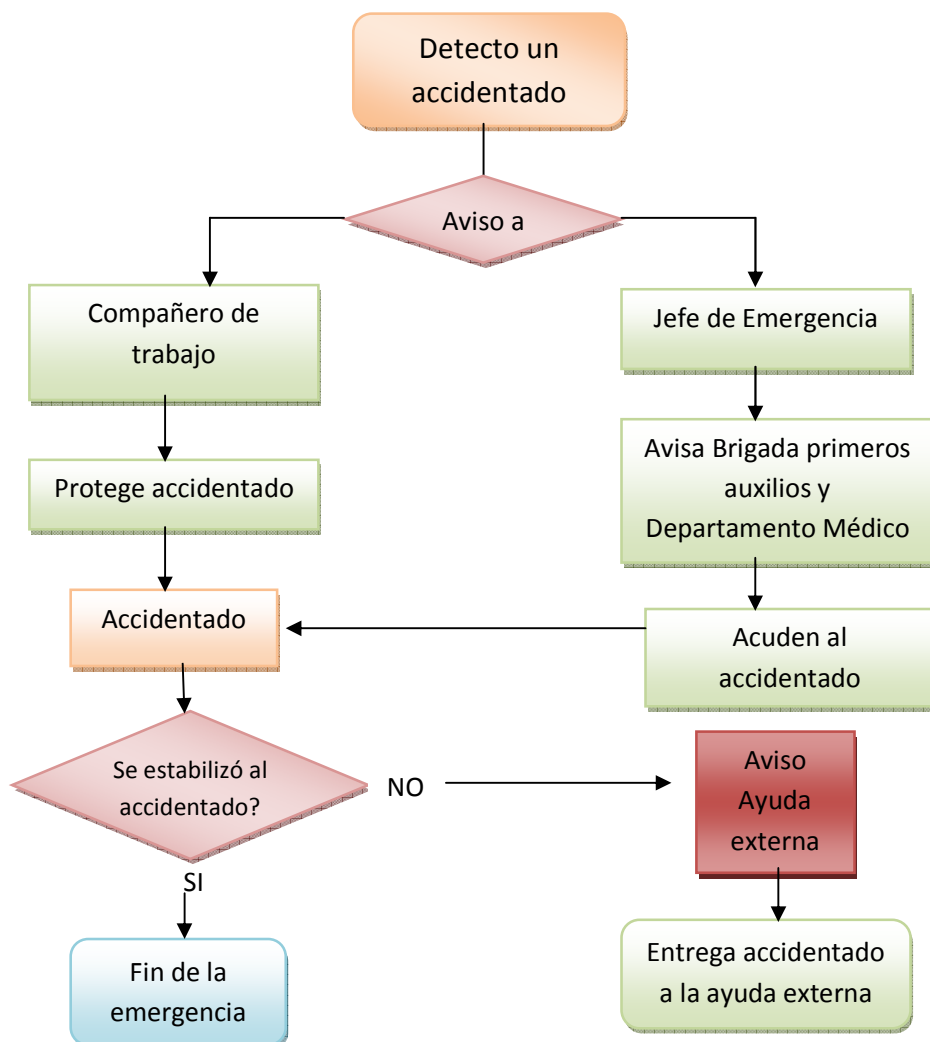 Detecto un
accidentado
Aviso a
Compañero de
trabajo
Jefe de Emergencia
Protege accidentado
Avisa Brigada primeros
auxilios y
Departamento Médico
Accidentado
Acuden al
accidentado
Se estabilizó al
accidentado?
NO
Aviso
Ayuda
externa
SI
Fin de la
emergencia
Entrega accidentado
a la ayuda externa